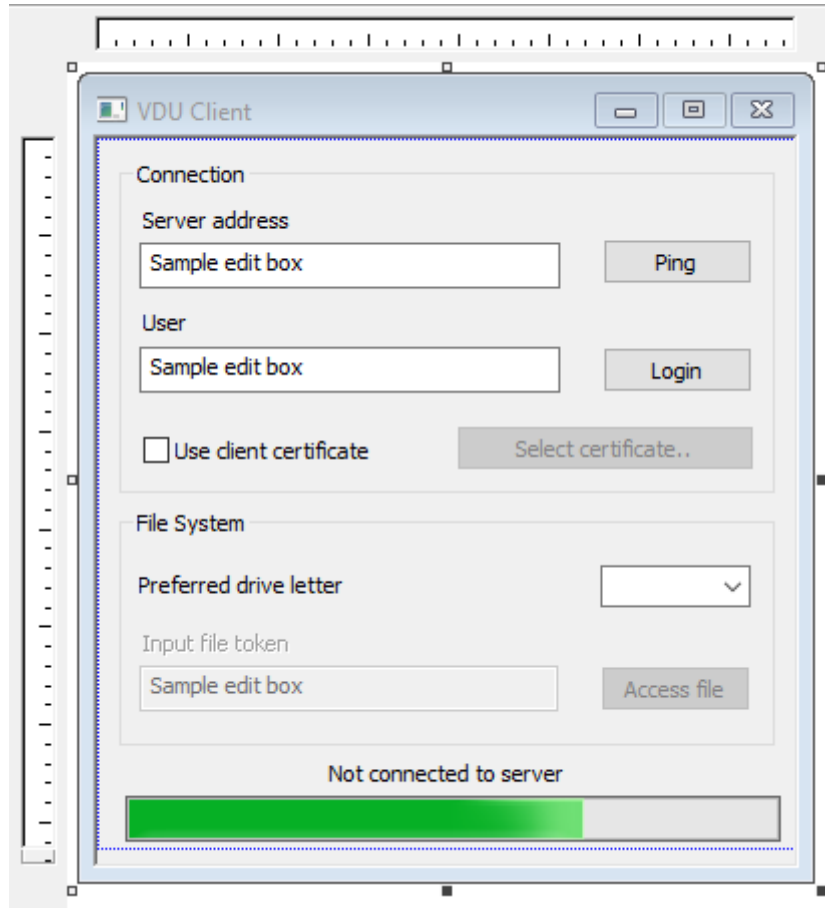 VDU Client
Connection
Server address
Sample edit box
Ping
User
Sample edit box
Login
Use client certificate
Select certificate..
File System
Preferred drive letter
Input file token
Sample edit box
Access file
Not connected to server